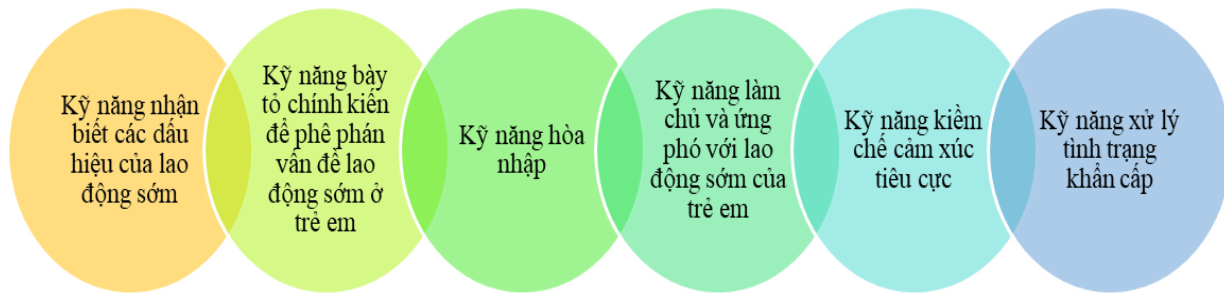 Kỹ năng nhận
biết các dấu
hiệu của lao
động sớm
Kỹ năng bày
tỏ chính kiến
để phê phán
vấn đề lao
động sớm ở
trẻ em
Kỹ năng hòa
nhập
Kỹ năng làm
chủ và ứng
phó với lao
động sớm của
trẻ em
Kỹ năng kiềm
chế cảm xúc
tiêu cực
Kỹ năng xử lý
tình trạng
khẩn cấp